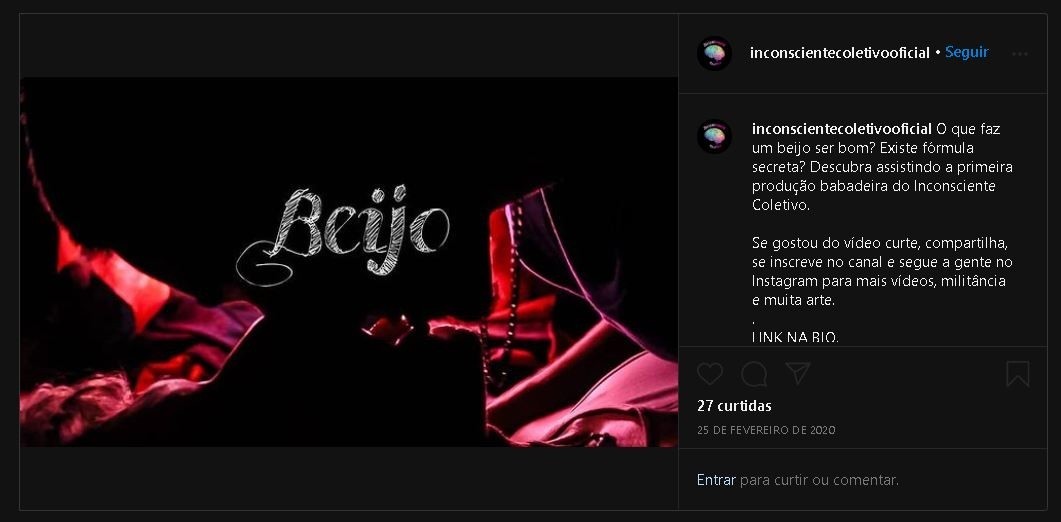 Beijo
inconscientecoletivooficial • Seguir
inconscientecoletivooficial O que faz
um beijo ser bom? Existe fórmula
secreta? Descubra assistindo a primeira
produção babadeira do Inconsciente
Coletivo.
Se gostou do vídeo curte, compartilha,
se inscreve no canal e segue a gente no
Instagram para mais vídeos, militância
e muita arte.
.
LINK NA BIO.
27 curtidas
25 DE FEVEREIRO DE 2020
Entrar para curtir ou comentar.